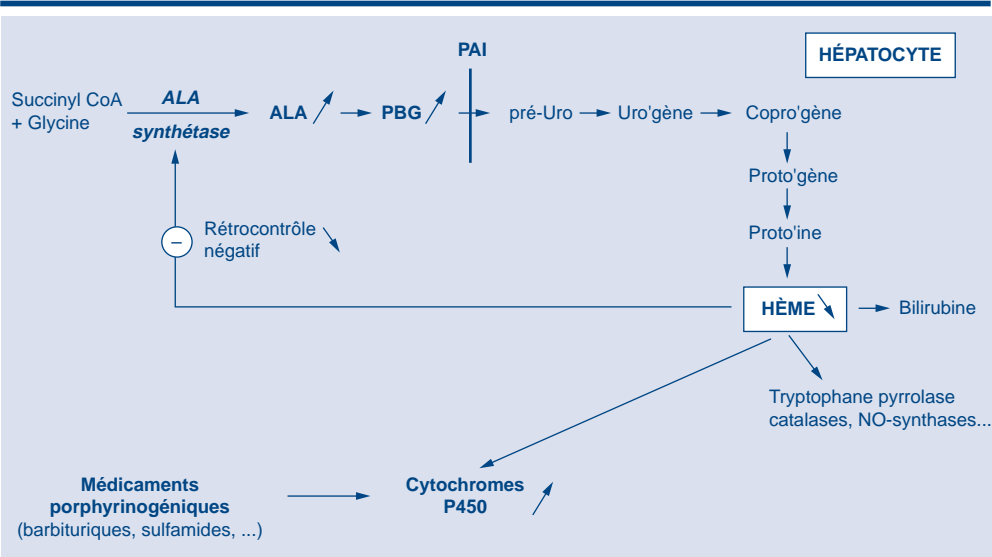 PAI
HÉPATOCYTE
Succinyl CoA
+ Glycine
ALA
synthétase
ALA
PBG
pré-Uro
Uro'gène
Copro'gène
Proto'gène
Proto'ine
–
Rétrocontrôle
négatif
HÈME
Bilirubine
Tryptophane pyrrolase
catalases, NO-synthases...
Médicaments
porphyrinogéniques
(barbituriques, sulfamides, ...)
Cytochromes
P450